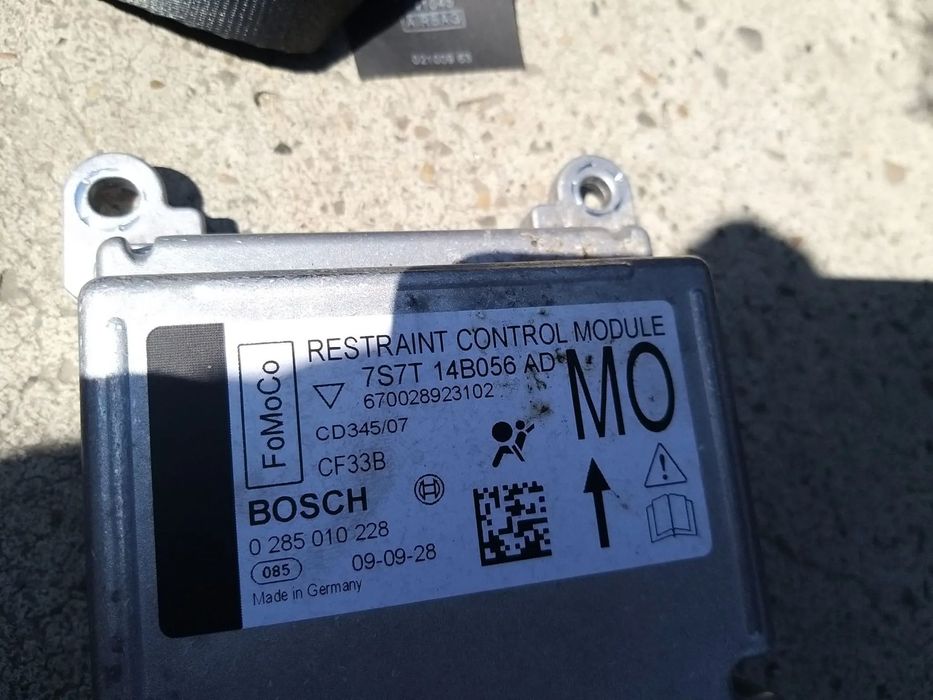 AIRBAG
RESTRAINT CONTROL MODULE
FoMoCo
7S7T 14B056 AD
MO
670028923102
CD345/07
CF33B
BOSCH
0 285 010 228
085
09-09-28
Made in Germany